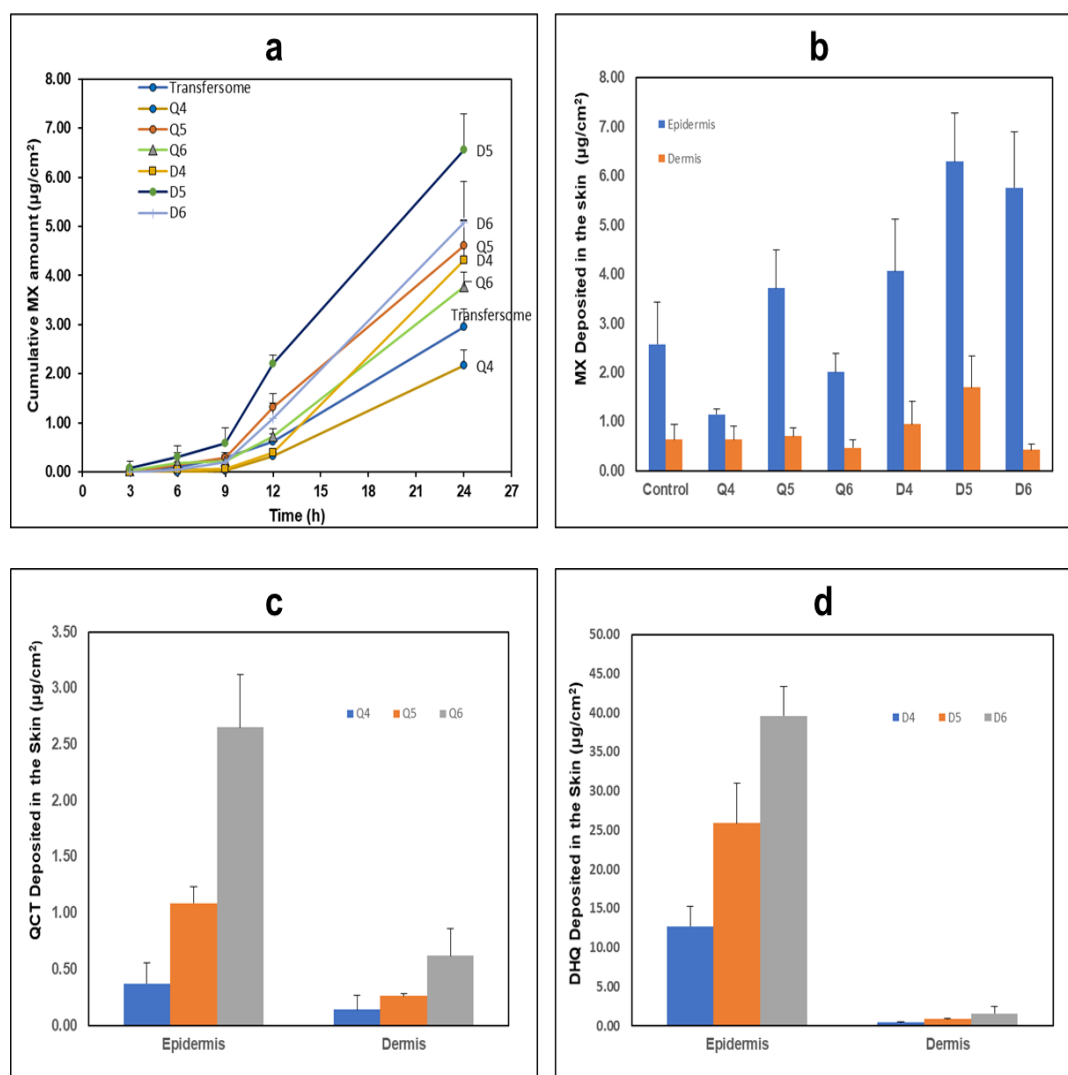 a
8.00
7.00
6.00
5.00
4.00
3.00
2.00
1.00
0.00
Cumulative MX amount (µg/cm²)
Transfersome
Q4
Q5
Q6
D4
D5
D6
D5
D6
Q5
D4
Q6
Transfersome
Q4
0 3 6 9 12 15 18 21 24 27
Time (h)
b
8.00
7.00
6.00
5.00
4.00
3.00
2.00
1.00
0.00
MX Deposited in the skin (µg/cm²)
Epidermis
Dermis
Control Q4 Q5 Q6 D4 D5 D6
c
3.50
3.00
2.50
2.00
1.50
1.00
0.50
0.00
QCT Deposited in the Skin (µg/cm²)
Q4 Q5 Q6
Epidermis Dermis
d
50.00
45.00
40.00
35.00
30.00
25.00
20.00
15.00
10.00
5.00
0.00
DHQ Deposited in the Skin (µg/cm²)
D4 D5 D6
Epidermis Dermis